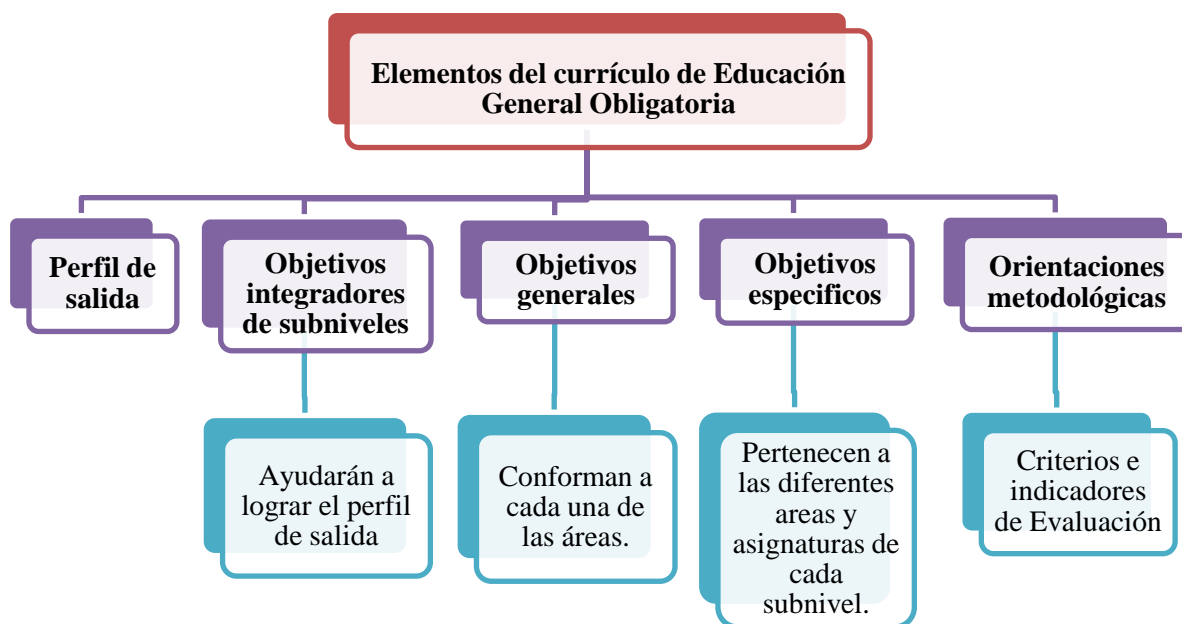 Elementos del currículo de Educación
General Obligatoria
Perfil de
salida
Objetivos
integradores
de subniveles
Objetivos
generales
Objetivos
especificos
Orientaciones
metodológicas
Ayudarán a
lograr el perfil
de salida
Conforman a
cada una de
las áreas.
Pertenecen a
las diferentes
areas y
asignaturas de
cada
subnivel.
Criterios e
indicadores
de Evaluación